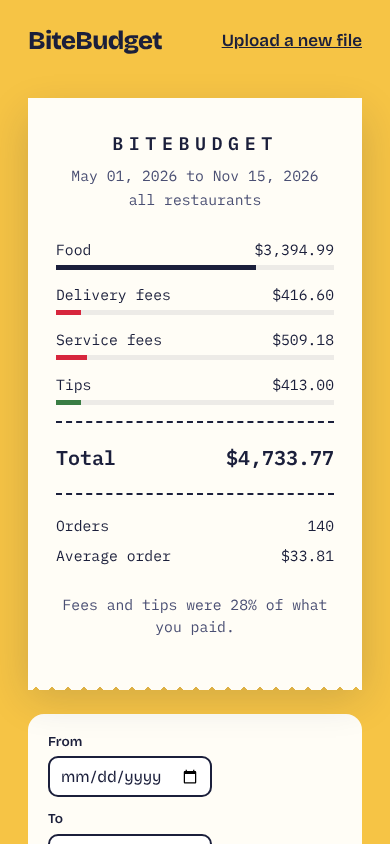 BiteBudget
Upload a new file
BITEBUDGET
May 01, 2026 to Nov 15, 2026
all restaurants
Food $3,394.99
Delivery fees $416.60
Service fees $509.18
Tips $413.00
Total $4,733.77
Orders 140
Average order $33.81
Fees and tips were 28% of what
you paid.
From
mm/dd/yyyy
To